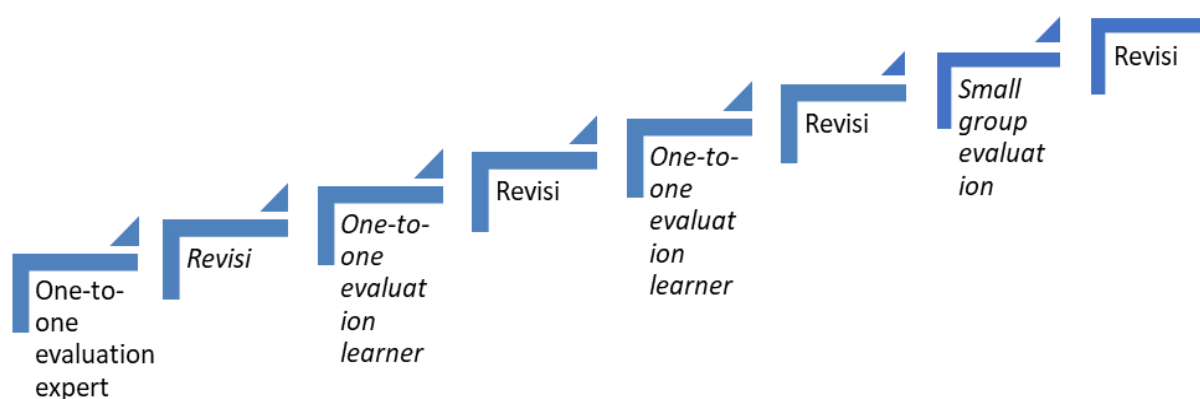 One-to-
one
evaluation
expert
Revisi
One-to-
one
evaluat
ion
learner
Revisi
One-to-
one
evaluat
ion
learner
Revisi
Small
group
evaluat
ion
Revisi